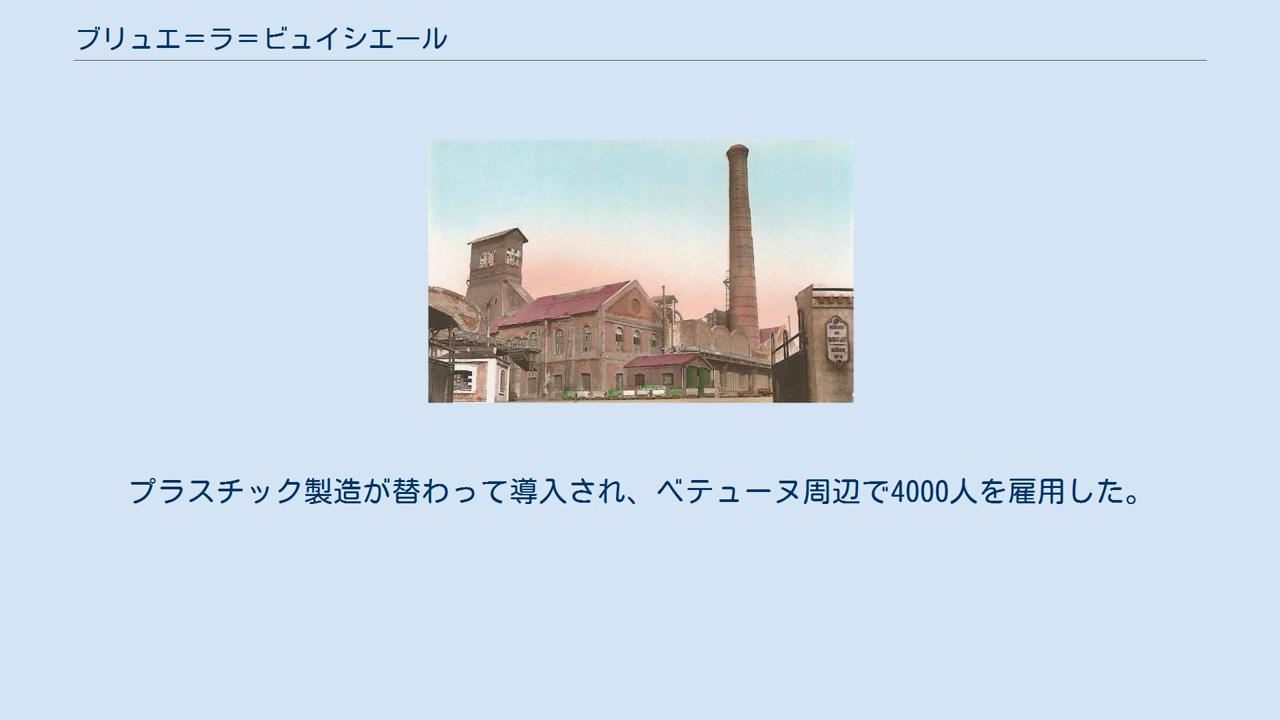 ブリュエ＝ラ＝ビュイシエール
プラスチック製造が替わって導入され、ベテューヌ周辺で4000人を雇用した。